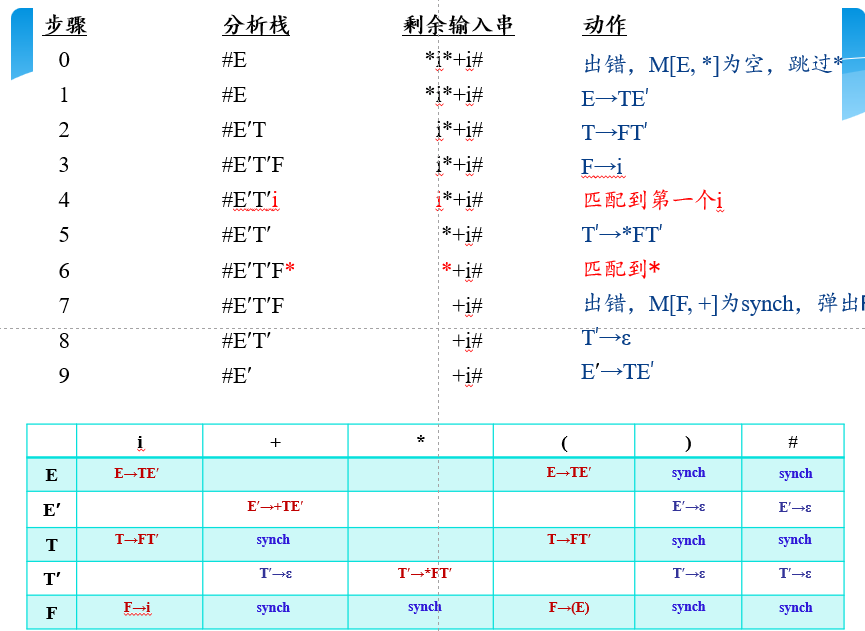 步骤 分析栈 剩余输入串 动作
0 #E *i*+i# 出错，M[E, *]为空，跳过*
1 #E *i*+i# E→TE′
2 #E′T i*+i# T→FT′
3 #E′T′F i*+i# F→i
4 #E′T′i i*+i# 匹配到第一个i
5 #E′T′ *+i# T′→*FT′
6 #E′T′F* *+i# 匹配到*
7 #E′T′F +i# 出错，M[F, +]为synch，弹出F
8 #E′T′ +i# T′→ε
9 #E′ +i# E′→TE′
i + * ( ) #
E E→TE′ E→TE′ synch synch
E′ E′→+TE′ E′→ε E′→ε
T T→FT′ synch T→FT′ synch synch
T′ T′→ε T′→*FT′ T′→ε T′→ε
F F→i synch synch F→(E) synch synch